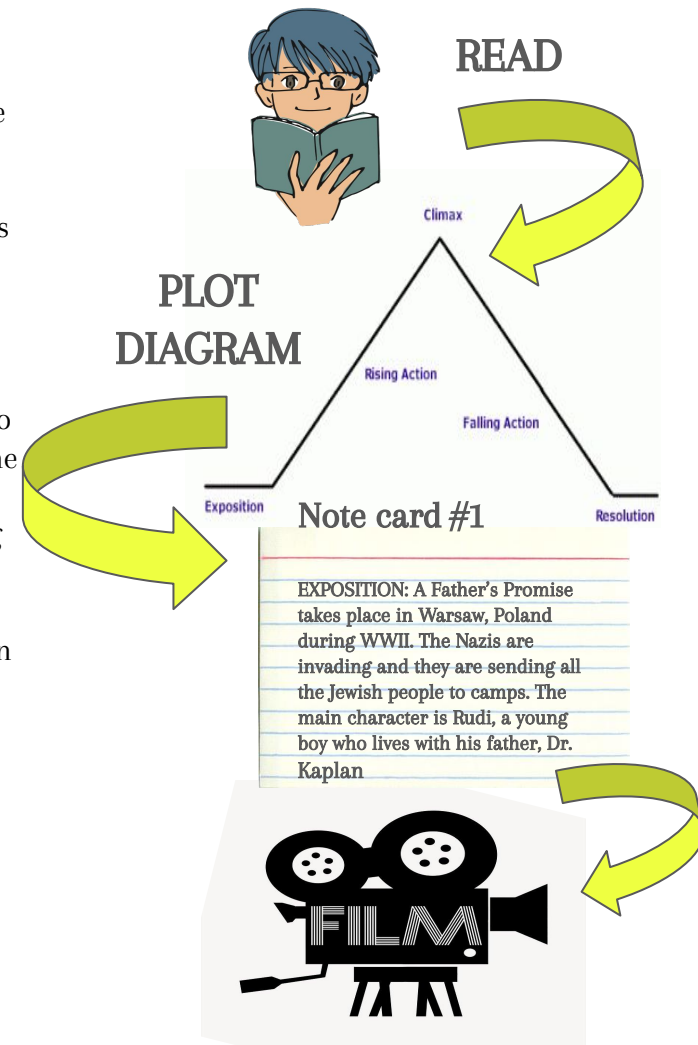 READ
Climax
PLOT
DIAGRAM
Rising Action
Falling Action
Exposition
Resolution
Note card #1
EXPOSITION: A Father's Promise
takes place in Warsaw, Poland
during WWII. The Nazis are
invading and they are sending all
the Jewish people to camps. The
main character is Rudi, a young
boy who lives with his father, Dr.
Kaplan
FILM